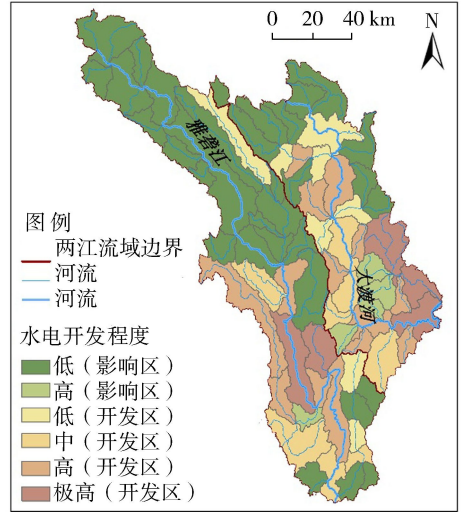 0 20 40 km
N
雅砻江
大渡河
图例
两江流域边界
河流
河流
水电开发程度
低（影响区）
高（影响区）
低（开发区）
中（开发区）
高（开发区）
极高（开发区）